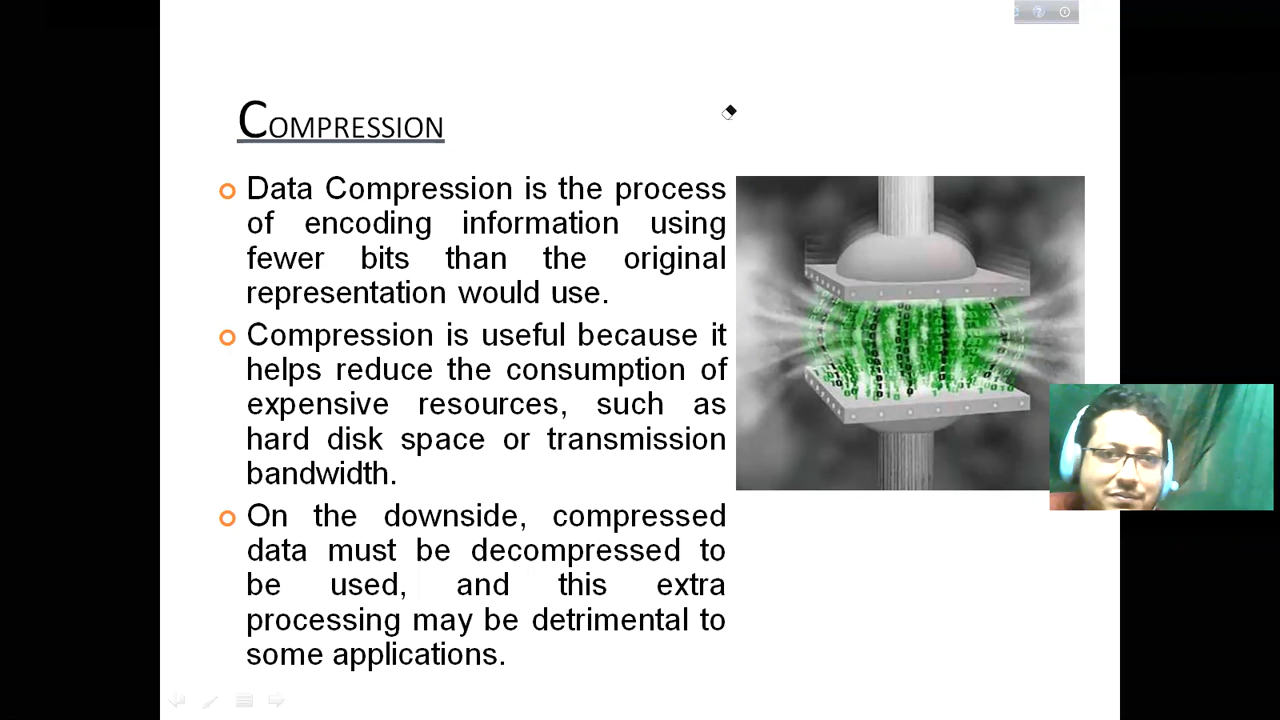 COMPRESSION
Data Compression is the process
of encoding information using
fewer bits than the original
representation would use.
Compression is useful because it
helps reduce the consumption of
expensive resources, such as
hard disk space or transmission
bandwidth.
On the downside, compressed
data must be decompressed to
be used, and this extra
processing may be detrimental to
some applications.